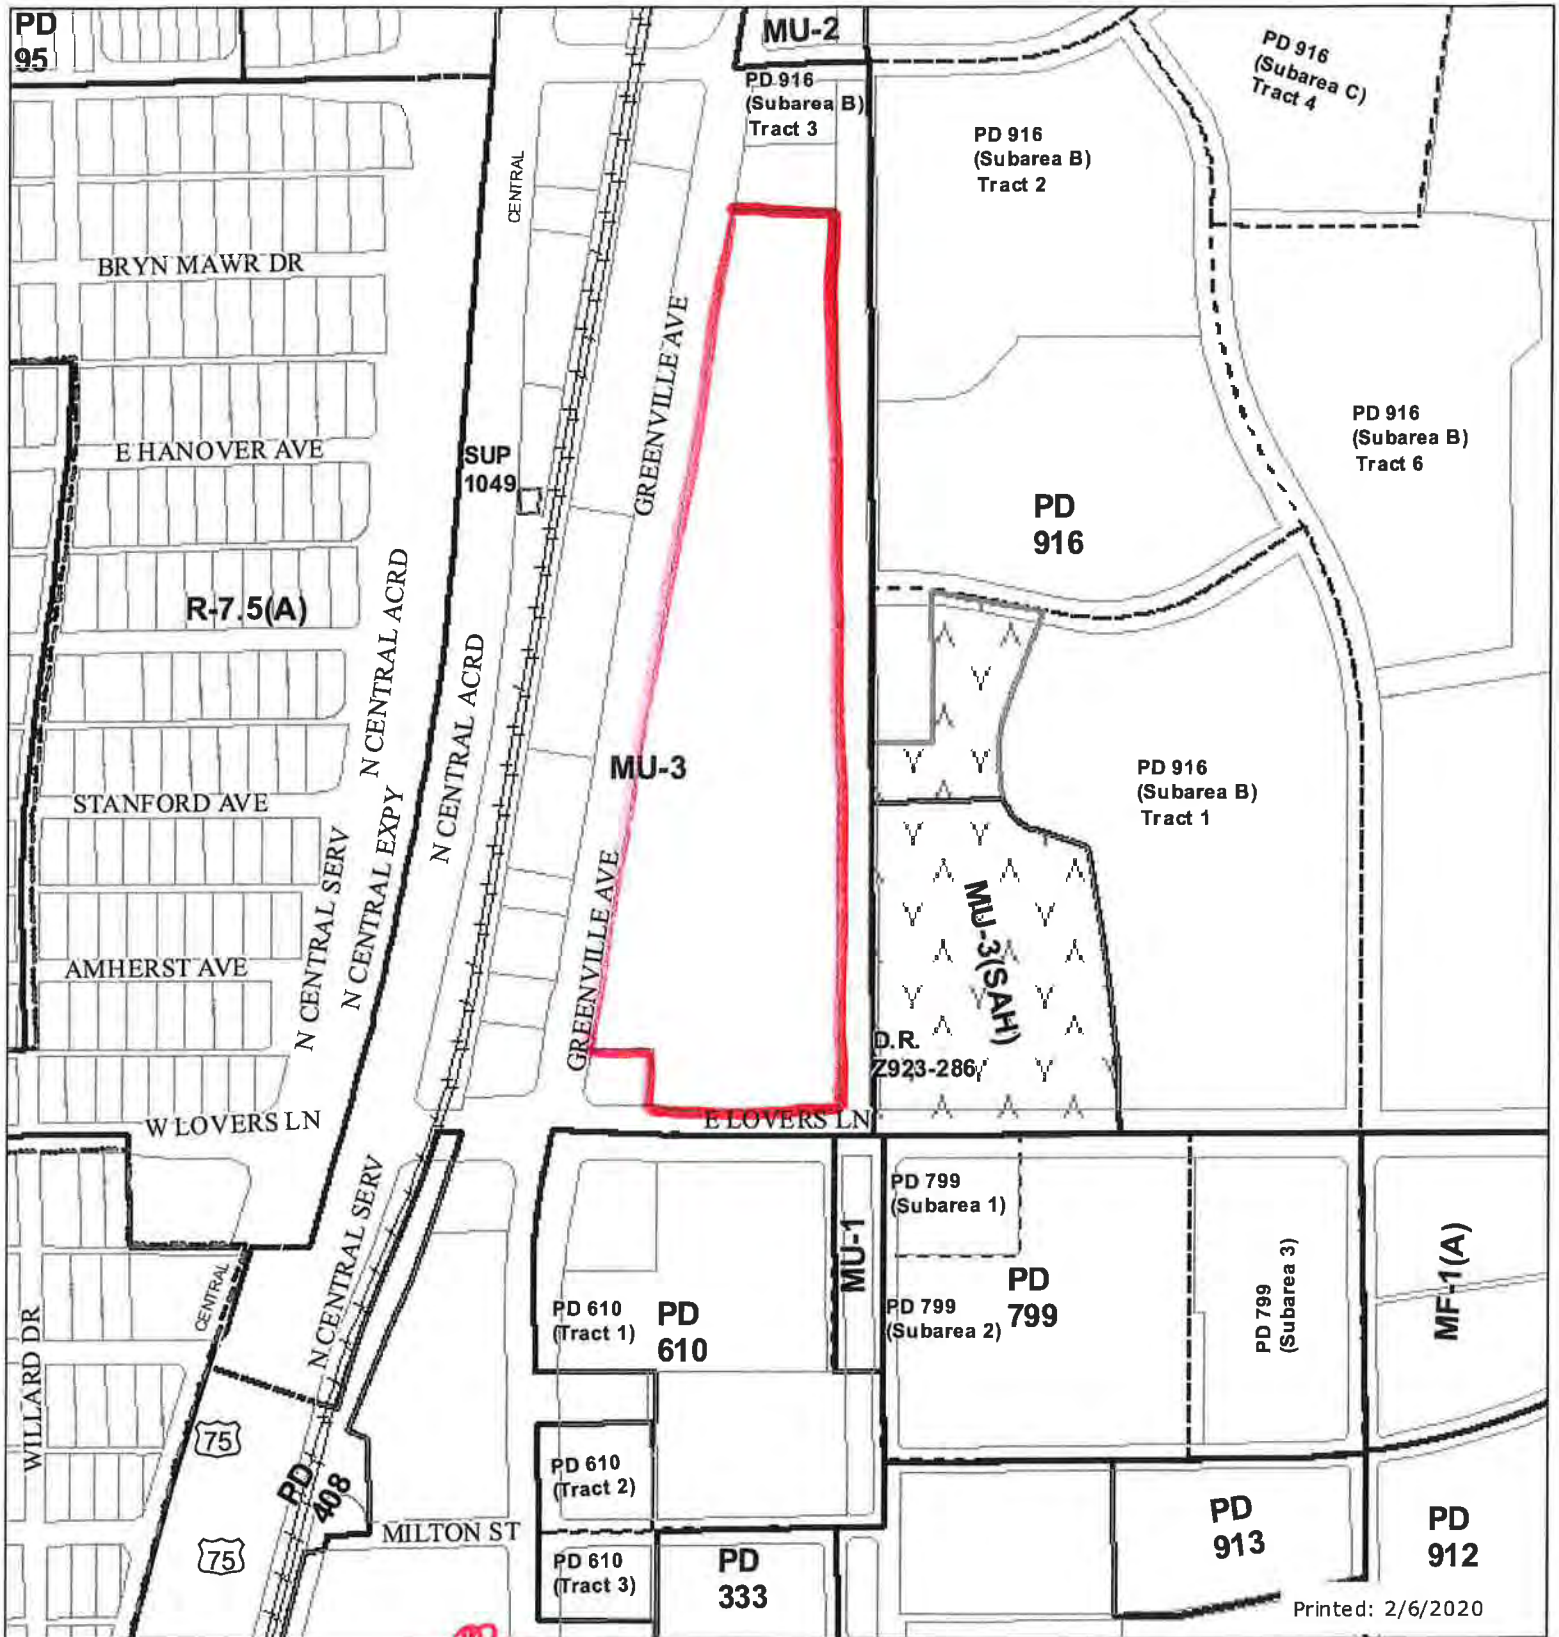 PD
95
MU-2
PD 916
(Subarea C)
Tract 4
PD 916
(Subarea B)
Tract 3
PD 916
(Subarea B)
Tract 2
CENTRAL
BRYN MAWR DR
GREENVILLE AVE
E HANOVER AVE
SUP
1049
PD 916
(Subarea B)
Tract 6
PD
916
R-7.5(A)
N CENTRAL ACRD
N CENTRAL ACRD
MU-3
PD 916
(Subarea B)
Tract 1
STANFORD AVE
N CENTRAL SERV
N CENTRAL EXPY
GREENVILLE AVE
MU-3(SAH)
AMHERST AVE
D.R.
Z923-286
W LOVERS LN
E LOVERS LN
N CENTRAL SERV
PD 799
(Subarea 1)
MU-1
PD
799
PD 799
(Subarea 3)
MF-1(A)
CENTRAL
PD 610
(Tract 1)
PD
610
PD 799
(Subarea 2)
WILLARD DR
75
PD
408
PD 610
(Tract 2)
MILTON ST
75
PD 610
(Tract 3)
PD
333
PD
913
PD
912
Printed: 2/6/2020